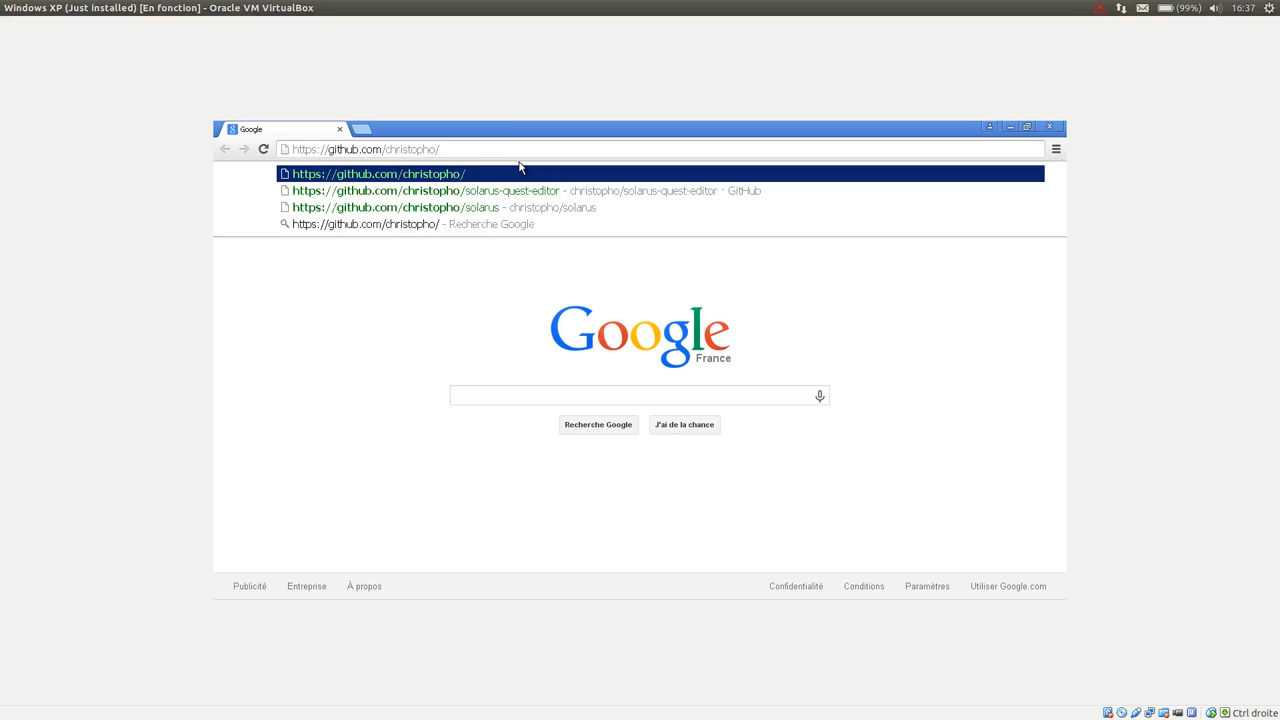 Windows XP (Just installed) [En fonction] - Oracle VM VirtualBox
(99%) 16:37
Google
https://github.com/christopho/
https://github.com/christopho/
https://github.com/christopho/solarus-quest-editor - christopho/solarus-quest-editor · GitHub
https://github.com/christopho/solarus - christopho/solarus
https://github.com/christopho/ - Recherche Google
Google
France
Recherche Google J'ai de la chance
Publicité Entreprise À propos Confidentialité Conditions Paramètres Utiliser Google.com
Ctrl droite